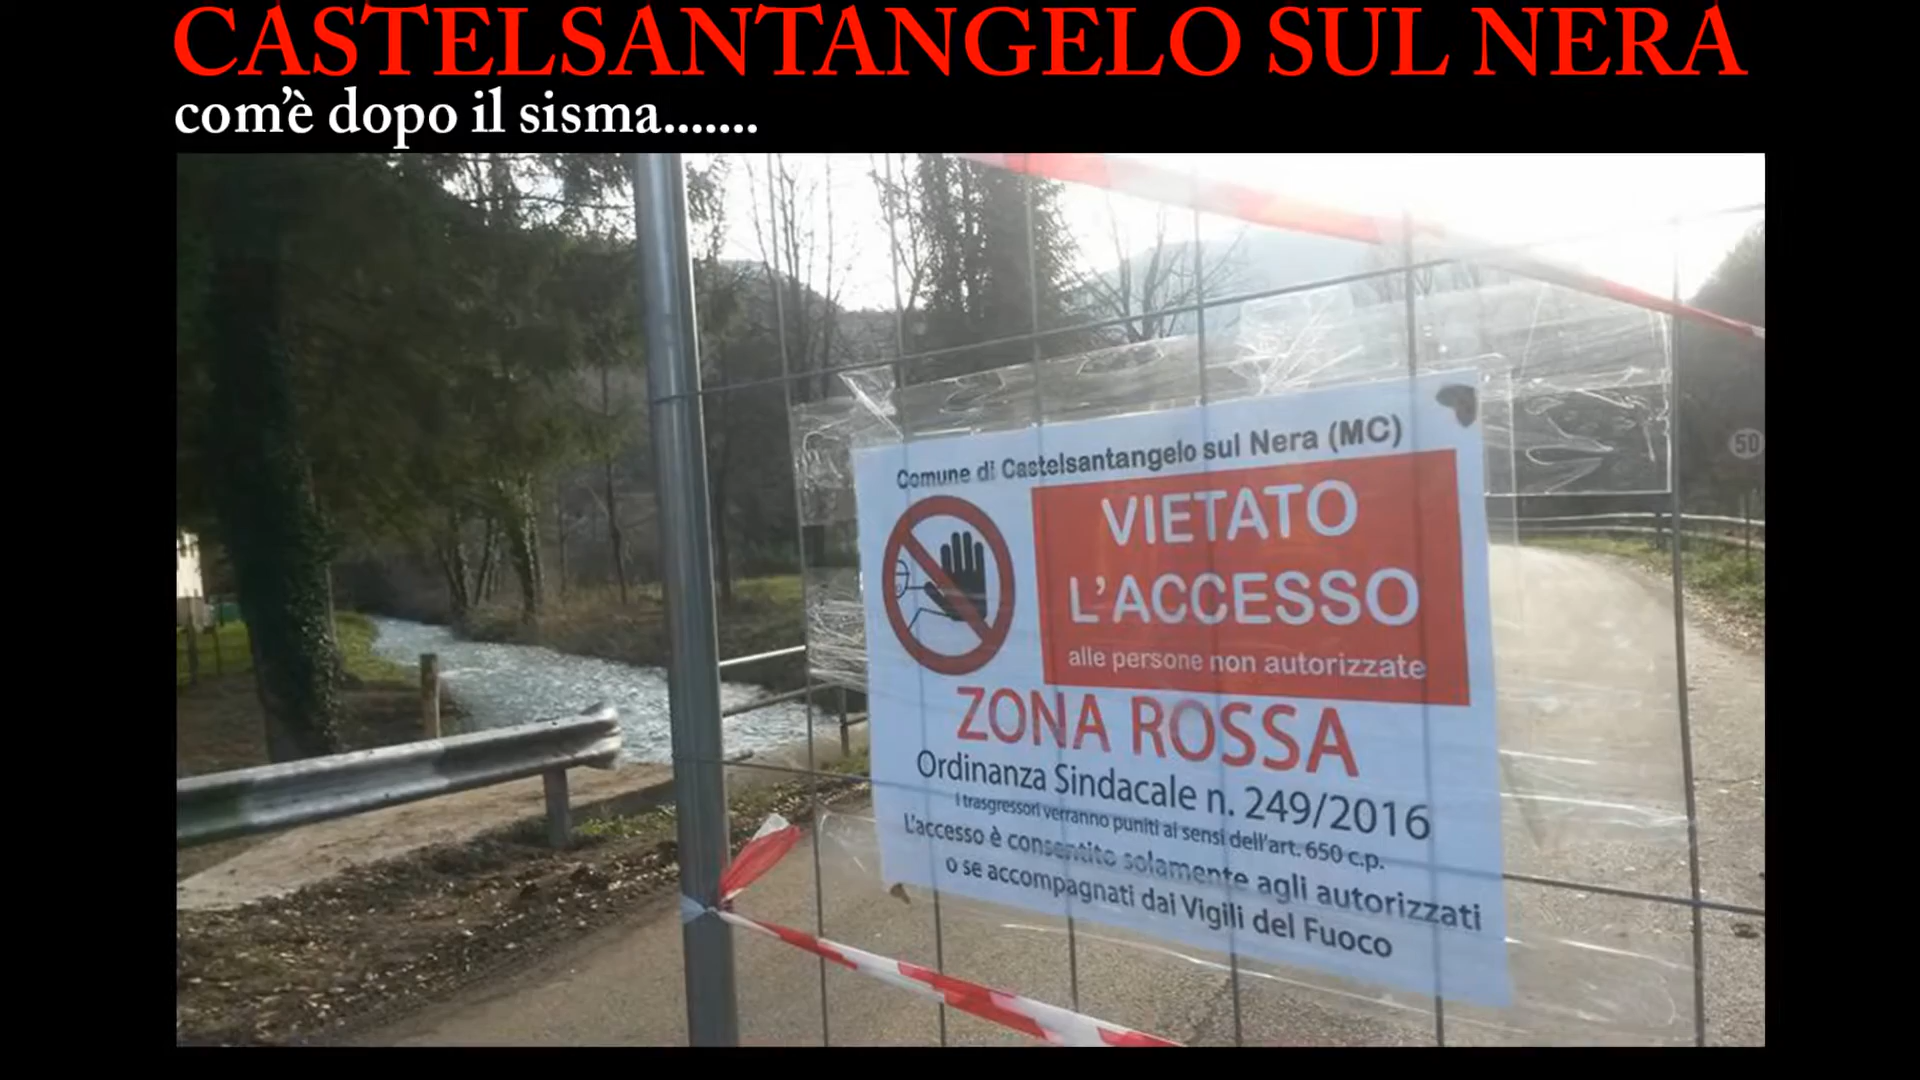 CASTELSANTANGELO SUL NERA
com'è dopo il sisma.......
Comune di Castelsantangelo sul Nera (MC)
VIETATO
L'ACCESSO
alle persone non autorizzate
ZONA ROSSA
Ordinanza Sindacale n. 249/2016
I trasgressori verranno puniti ai sensi dell'art. 650 c.p.
L'accesso è consentito solamente agli autorizzati
o se accompagnati dai Vigili del Fuoco
50